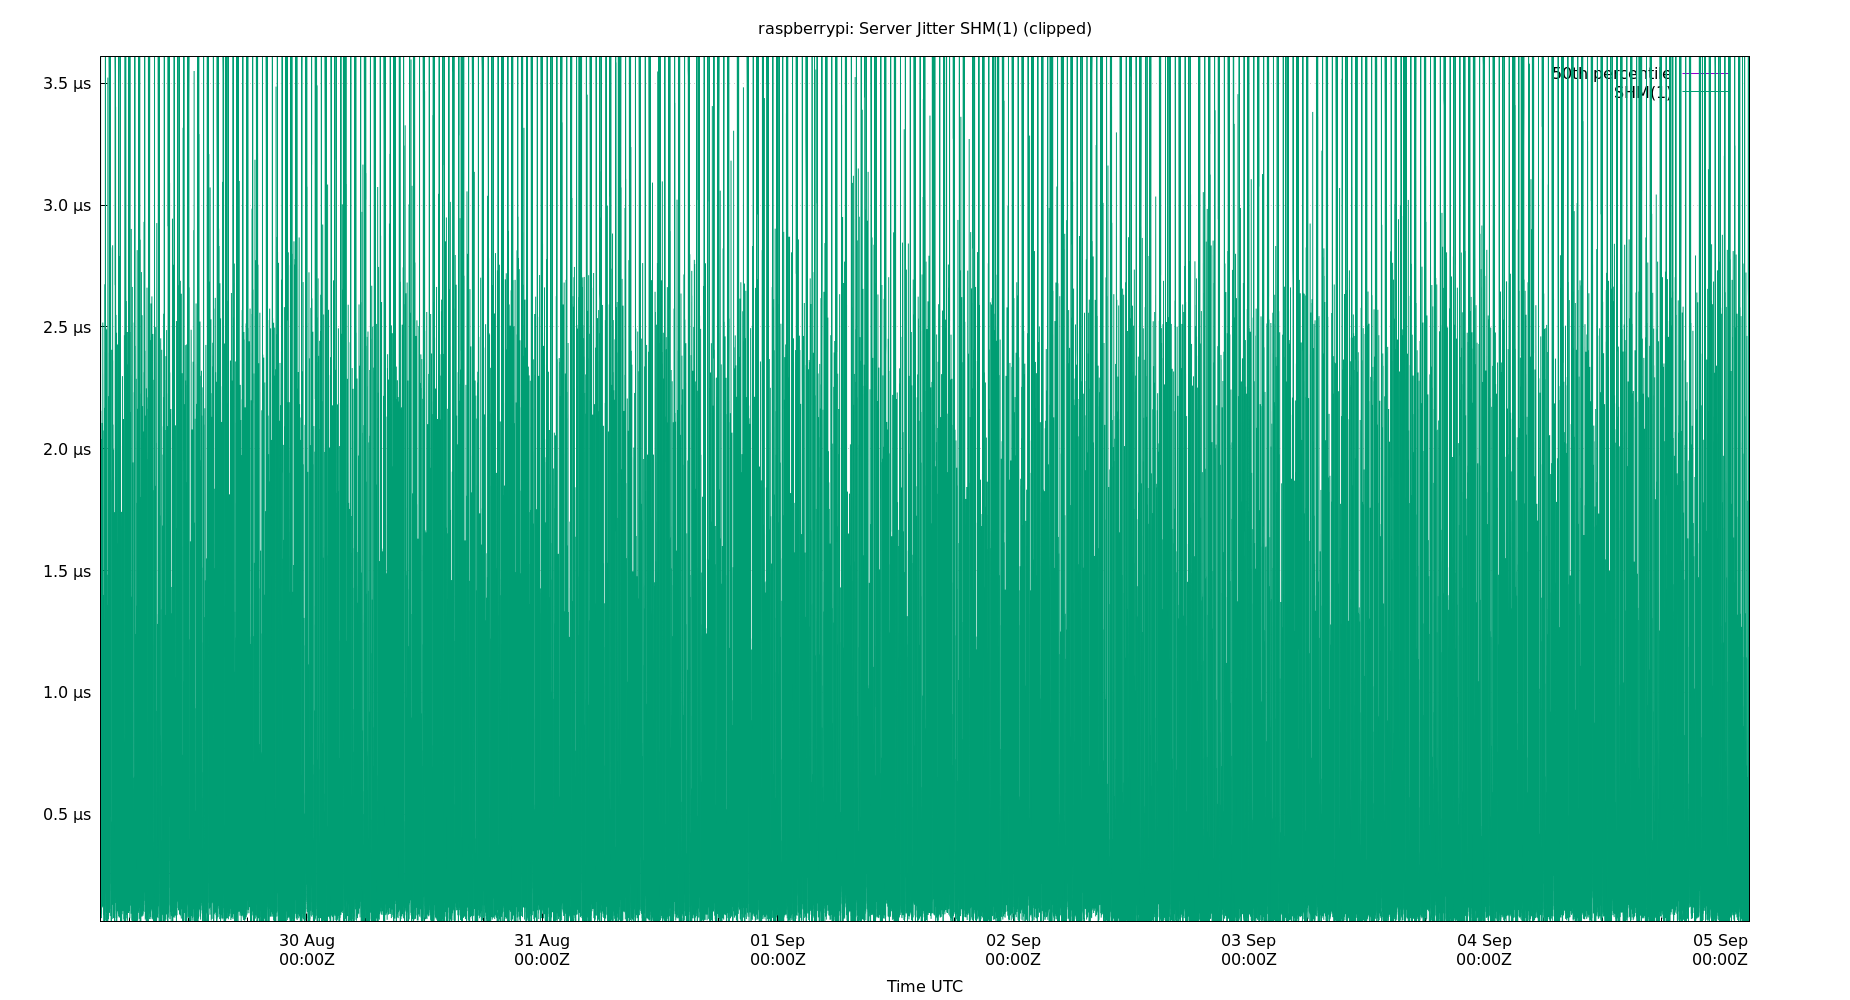 raspberrypi: Server Jitter SHM(1) (clipped)
50th percentile
SHM(1)
3.5 µs
3.0 µs
2.5 µs
2.0 µs
1.5 µs
1.0 µs
0.5 µs
30 Aug 31 Aug 01 Sep 02 Sep 03 Sep 04 Sep 05 Sep
00:00Z 00:00Z 00:00Z 00:00Z 00:00Z 00:00Z 00:00Z
Time UTC